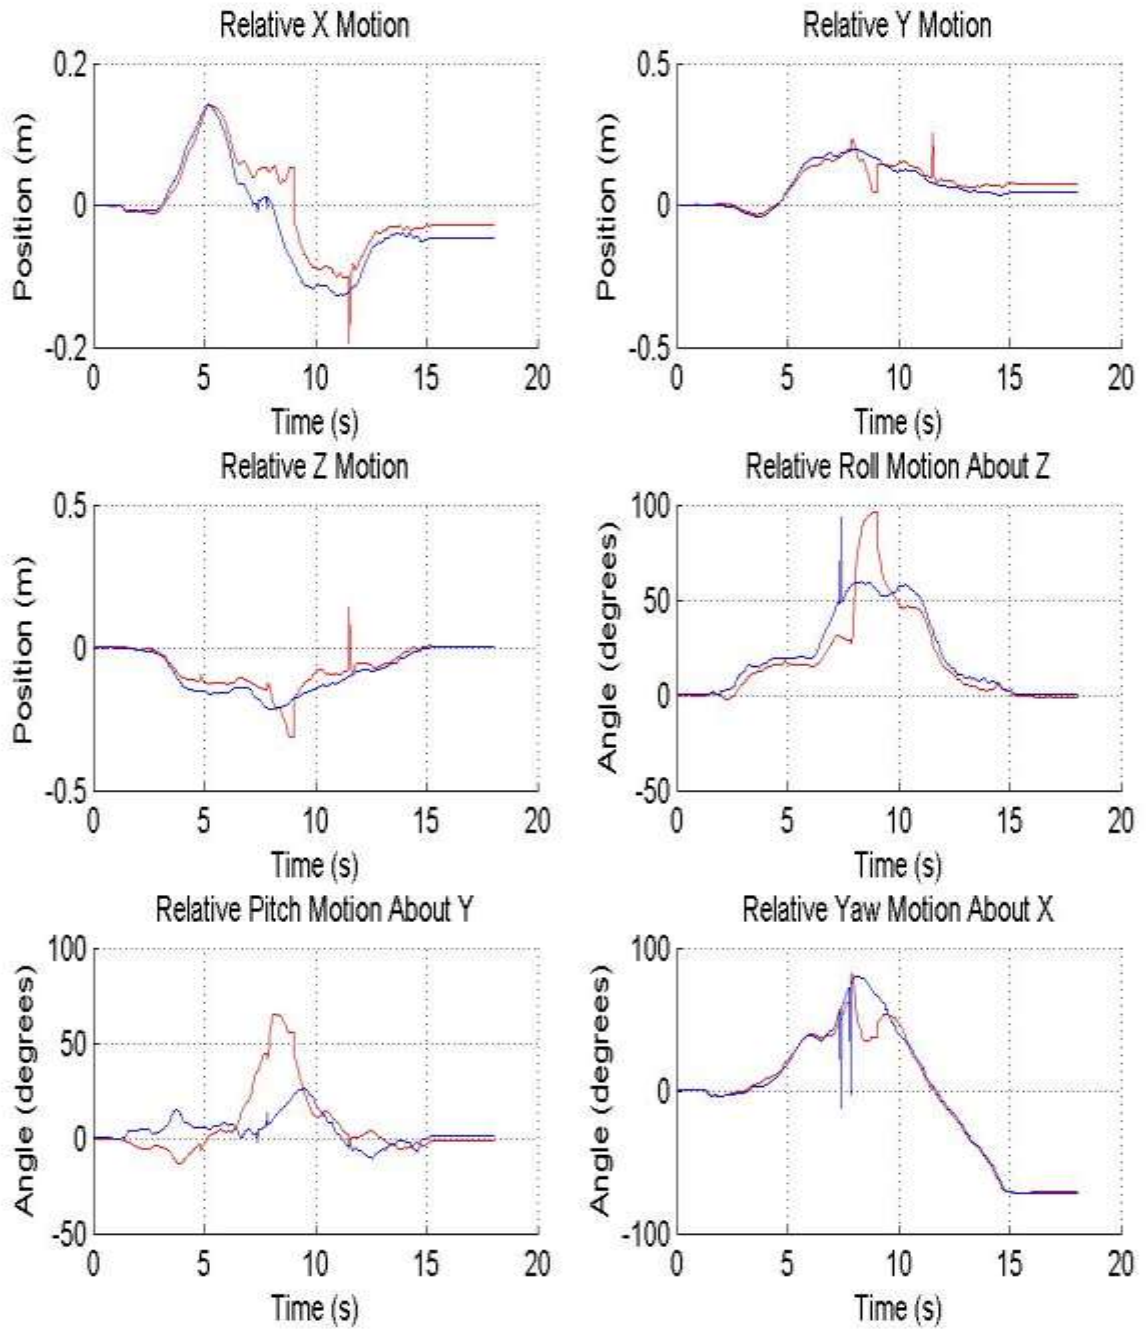 Relative X Motion
0.2
0
-0.2
Position (m)
0
5
10
15
20
Time (s)
Relative Y Motion
0.5
0
-0.5
Position (m)
0
5
10
15
20
Time (s)
Relative Z Motion
0.5
0
-0.5
Position (m)
0
5
10
15
20
Time (s)
Relative Roll Motion About Z
100
50
0
-50
Angle (degrees)
0
5
10
15
20
Time (s)
Relative Pitch Motion About Y
100
50
0
-50
Angle (degrees)
0
5
10
15
20
Time (s)
Relative Yaw Motion About X
100
0
-100
Angle (degrees)
0
5
10
15
20
Time (s)